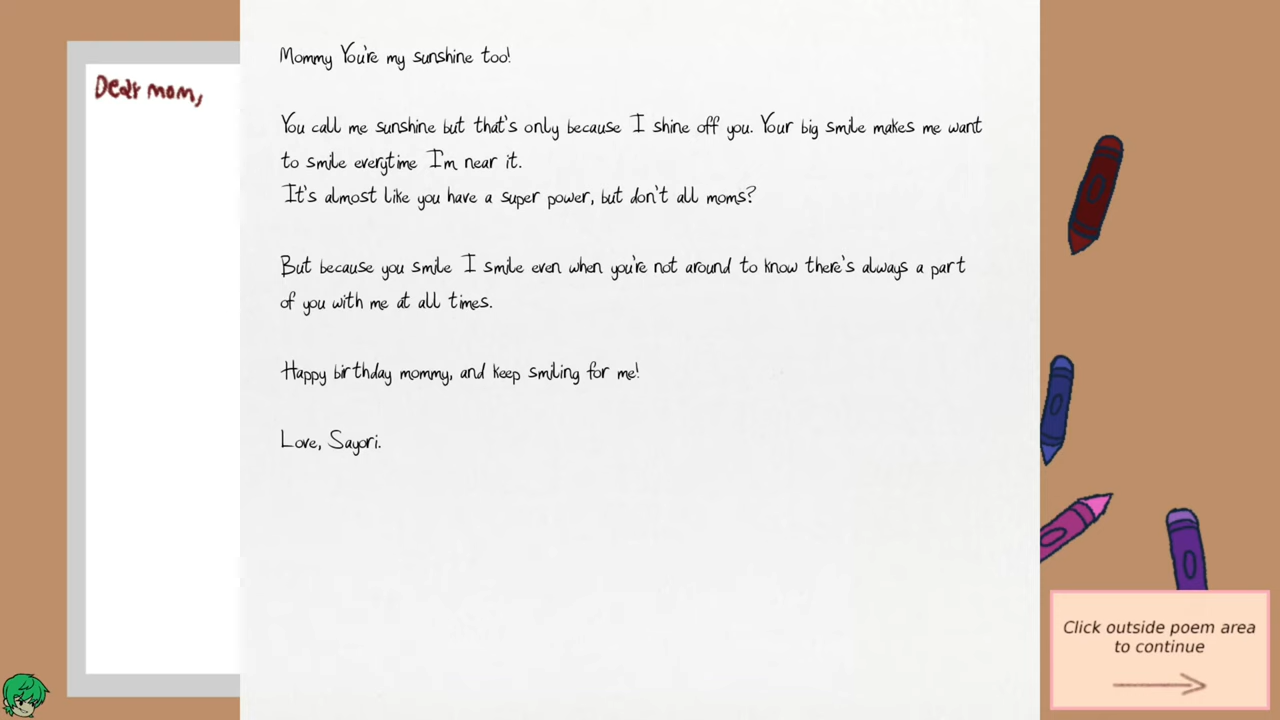 Dear mom,
Mommy You're my sunshine too!
You call me sunshine but that's only because I shine off you. Your big smile makes me want
to smile everytime I'm near it.
It's almost like you have a super power, but don't all moms?
But because you smile I smile even when you're not around to know there's always a part
of you with me at all times.
Happy birthday mommy, and keep smiling for me!
Love, Sayori.
Click outside poem area
to continue